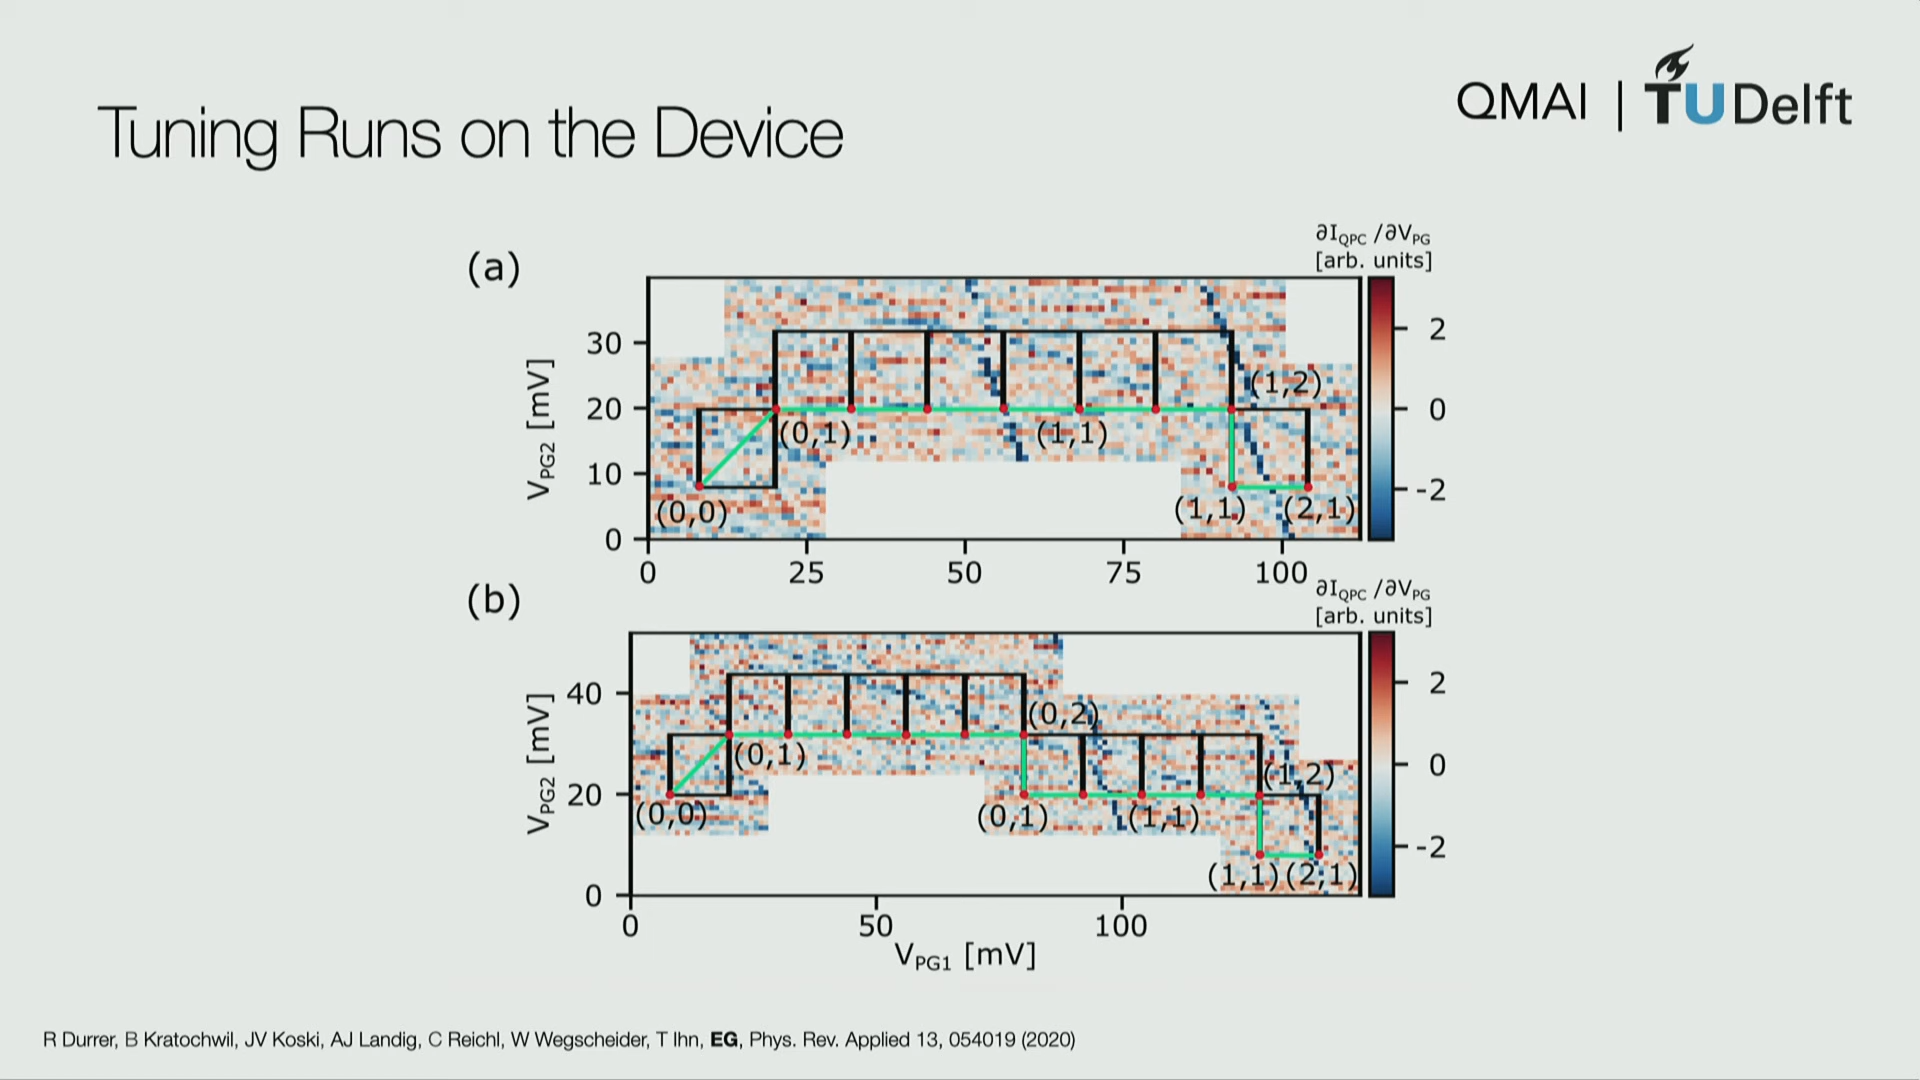 QMAI | TUDelft
Tuning Runs on the Device
(a)
∂I_QPC /∂V_PG
[arb. units]
V_PG2 [mV]
30
20
10
0
0
25
50
75
100
(0,0)
(0,1)
(1,1)
(1,2)
(1,1)
(2,1)
2
0
-2
(b)
∂I_QPC /∂V_PG
[arb. units]
V_PG2 [mV]
40
20
0
0
50
100
(0,0)
(0,1)
(0,2)
(0,1)
(1,1)
(1,2)
(1,1)
(2,1)
2
0
-2
V_PG1 [mV]
R Durrer, B Kratochwil, JV Koski, AJ Landig, C Reichl, W Wegscheider, T Ihn, EG, Phys. Rev. Applied 13, 054019 (2020)